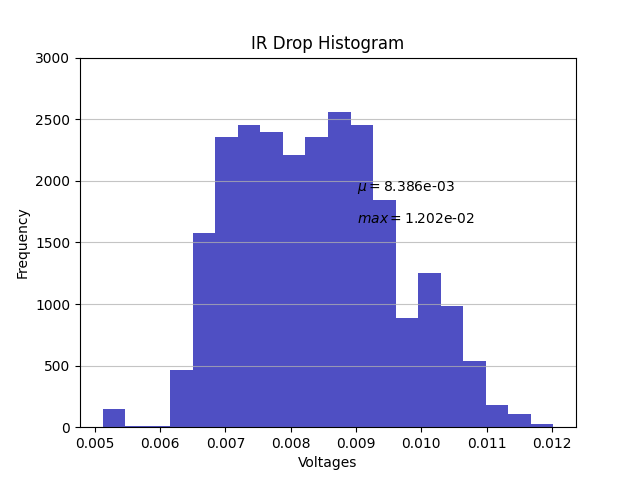 IR Drop Histogram
3000
2500
2000
1500
1000
500
0
Frequency
μ = 8.386e-03
max = 1.202e-02
0.005 0.006 0.007 0.008 0.009 0.010 0.011 0.012
Voltages